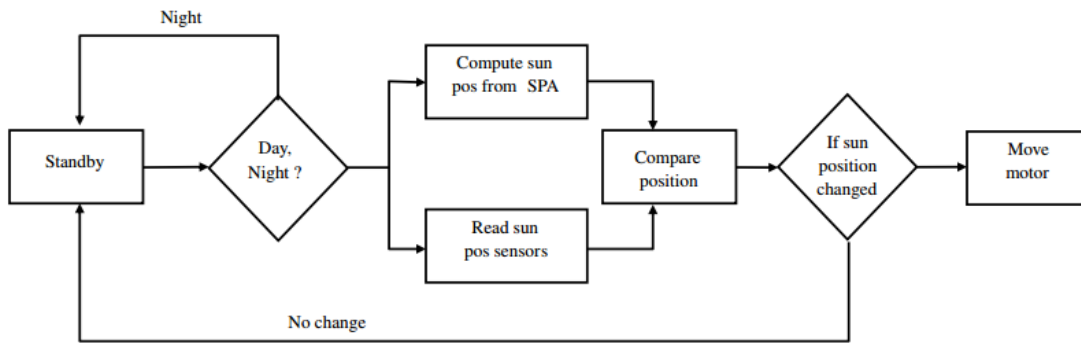 Night
Standby
Day,
Night ?
Compute sun
pos from SPA
Read sun
pos sensors
Compare
position
If sun
position
changed
Move
motor
No change